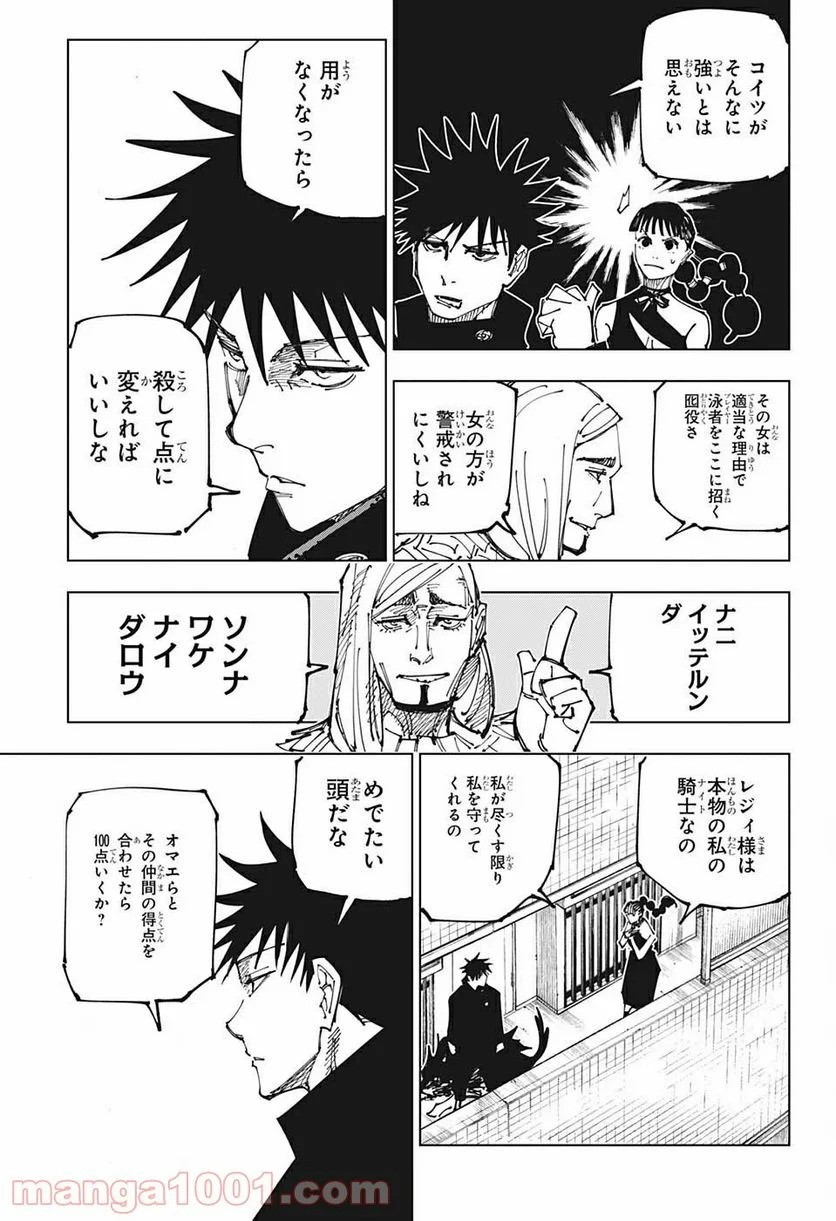 コイツが
そんなに
強いとは
思えない
その女は
適当な理由で
泳者をここに招く
囮役さ
女の方が
警戒され
にくいしね
用が
なくなったら
殺して点に
変えれば
いいしな
ナニ
イッテルン
ダ
ソンナ
ワケ
ナイ
ダロウ
レジィ様は
本物の私の
騎士なの
私が尽くす限り
私を守って
くれるの
めでたい
頭だな
オマエらと
その仲間の得点を
合わせたら
100点いくか?
manga1001.com